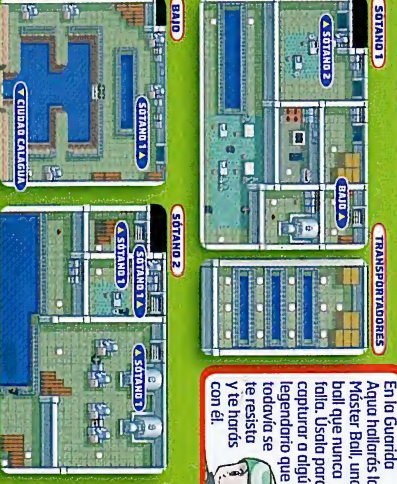 SÓTANO 1
SÓTANO 2
BAJO
BAJO
SÓTANO 1
CIUDAD CALAGUA
TRANSPORTADORES
SÓTANO 2
SÓTANO 1
SÓTANO 1
SÓTANO 1
En la Guarida
Aqua hallarás la
Máster Ball, una
ball que nunca
falla. Úsala para
capturar a algún
legendario que
todavía se
te resista
y te harás
con él.